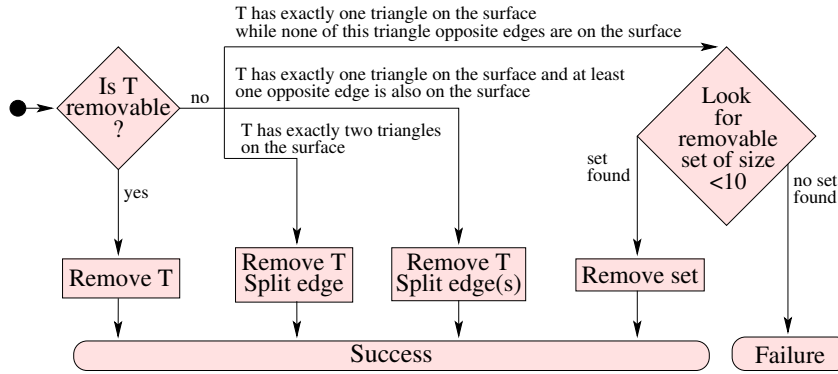 T has exactly one triangle on the surface
while none of this triangle opposite edges are on the surface
Is T
removable
?
no
T has exactly one triangle on the surface and at least
one opposite edge is also on the surface
T has exactly two triangles
on the surface
Look
for
removable
set of size
<10
yes
set
found
no set
found
Remove T
Remove T
Split edge
Remove T
Split edge(s)
Remove set
Success
Failure